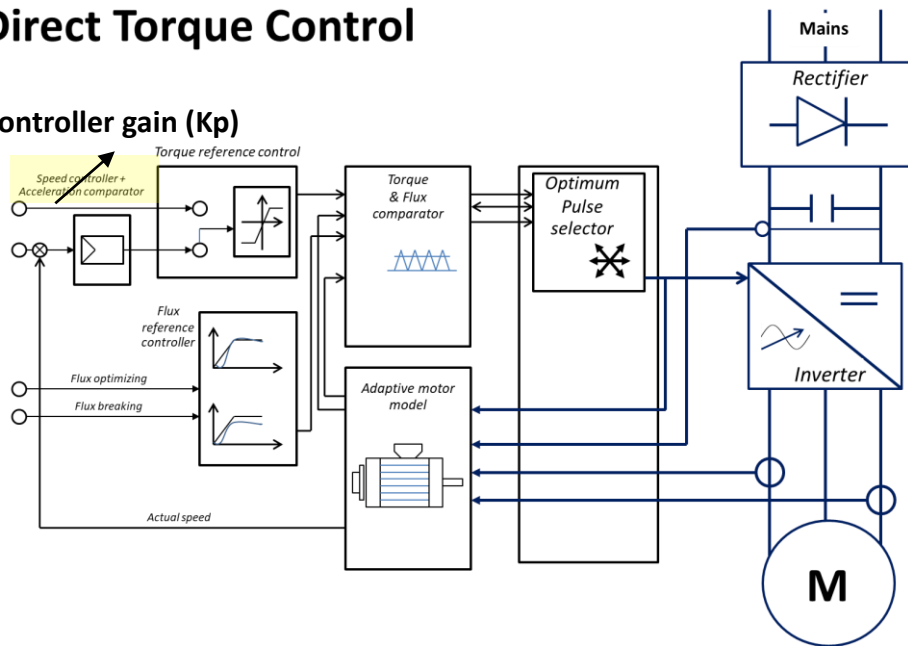 Direct Torque Control
ontroller gain (Kp)
Speed controller +
Acceleration comparator
Torque reference control
Torque
& Flux
comparator
Optimum
Pulse
selector
Mains
Rectifier
Flux
reference
controller
Flux optimizing
Flux breaking
Adaptive motor
model
Inverter
Actual speed
M